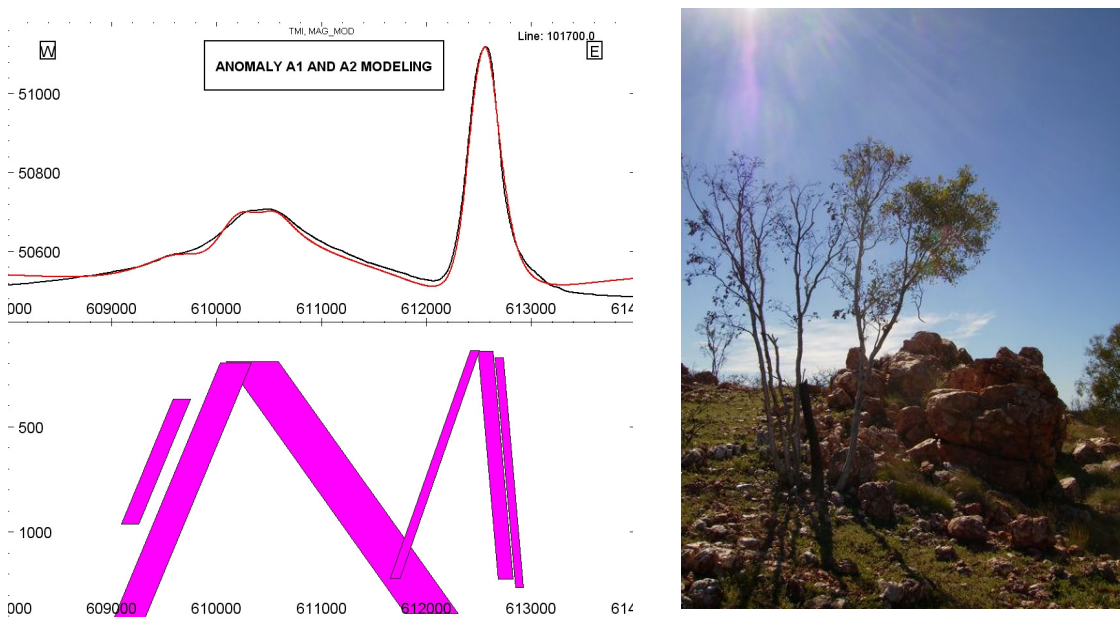 TMI, MAG_MOD
Line: 101700.0
W
E
ANOMALY A1 AND A2 MODELING
51000
50800
50600
000 609000 610000 611000 612000 613000 614
500
1000
000 609000 610000 611000 612000 613000 614